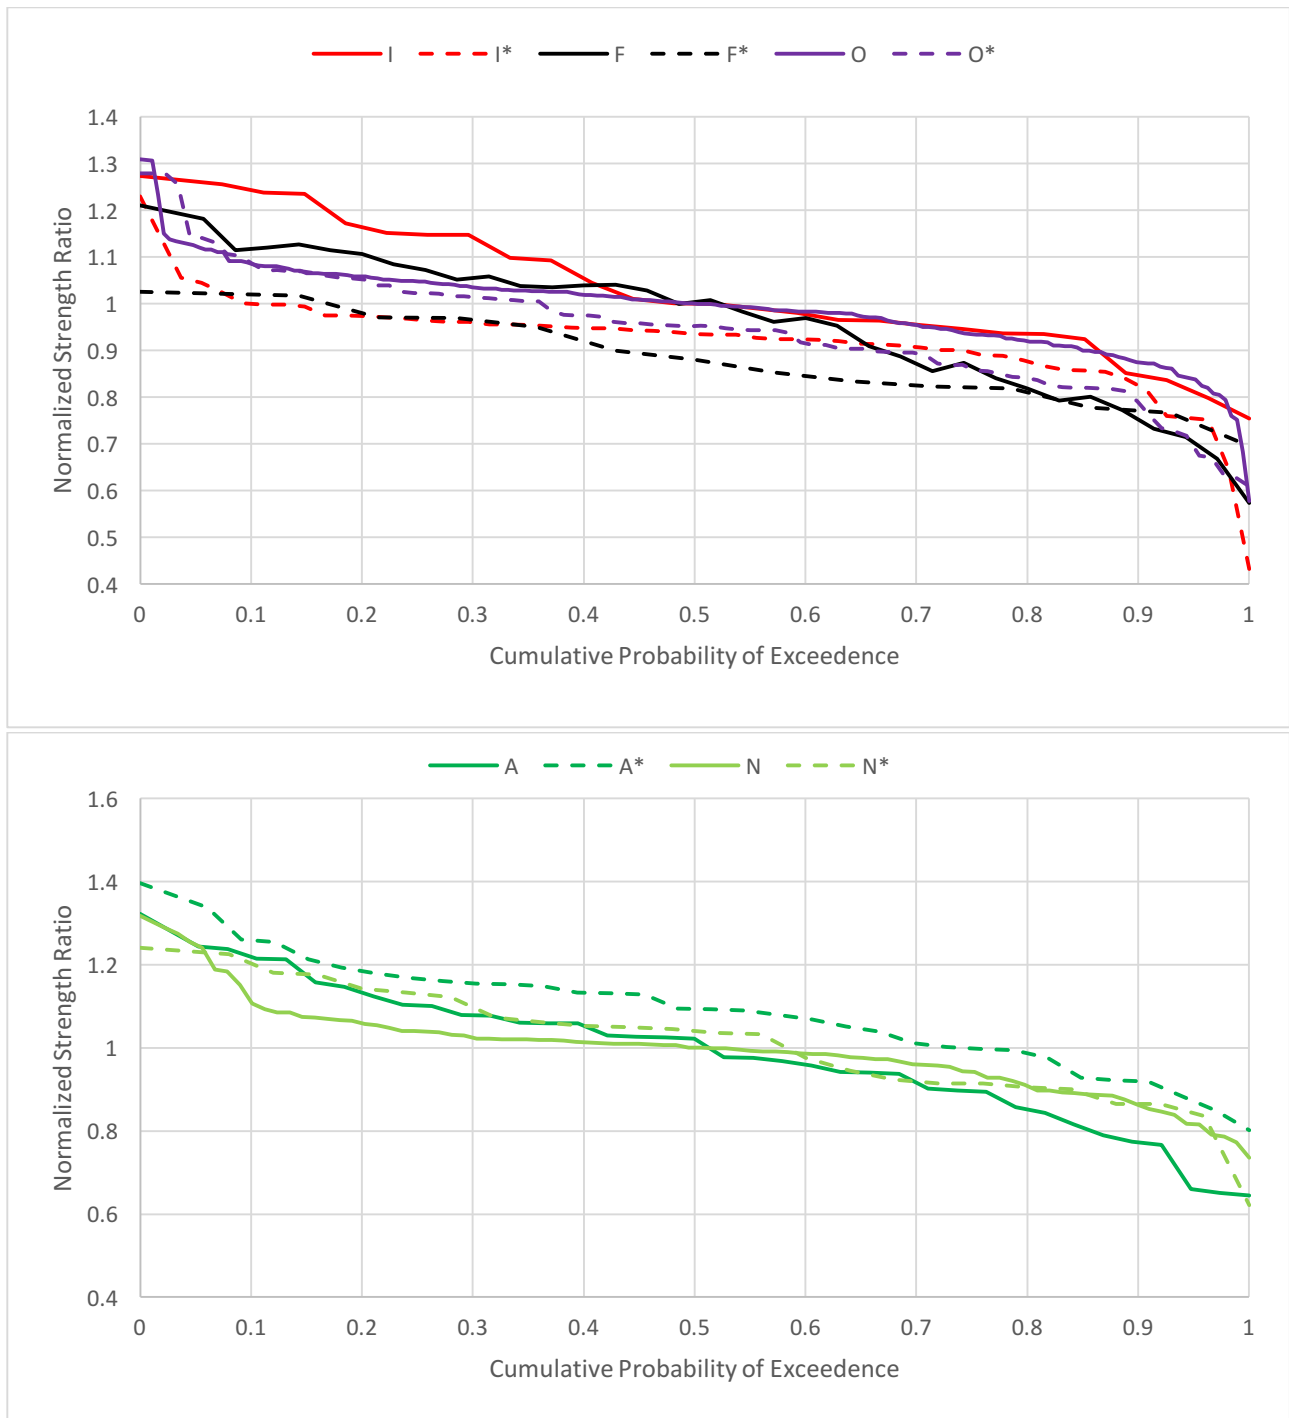 I I* F F* O O*
1.4
1.3
1.2
1.1
1
0.9
0.8
0.7
0.6
0.5
0.4
Normalized Strength Ratio
0 0.1 0.2 0.3 0.4 0.5 0.6 0.7 0.8 0.9 1
Cumulative Probability of Exceedence
A A* N N*
1.6
1.4
1.2
1
0.8
0.6
0.4
Normalized Strength Ratio
0 0.1 0.2 0.3 0.4 0.5 0.6 0.7 0.8 0.9 1
Cumulative Probability of Exceedence